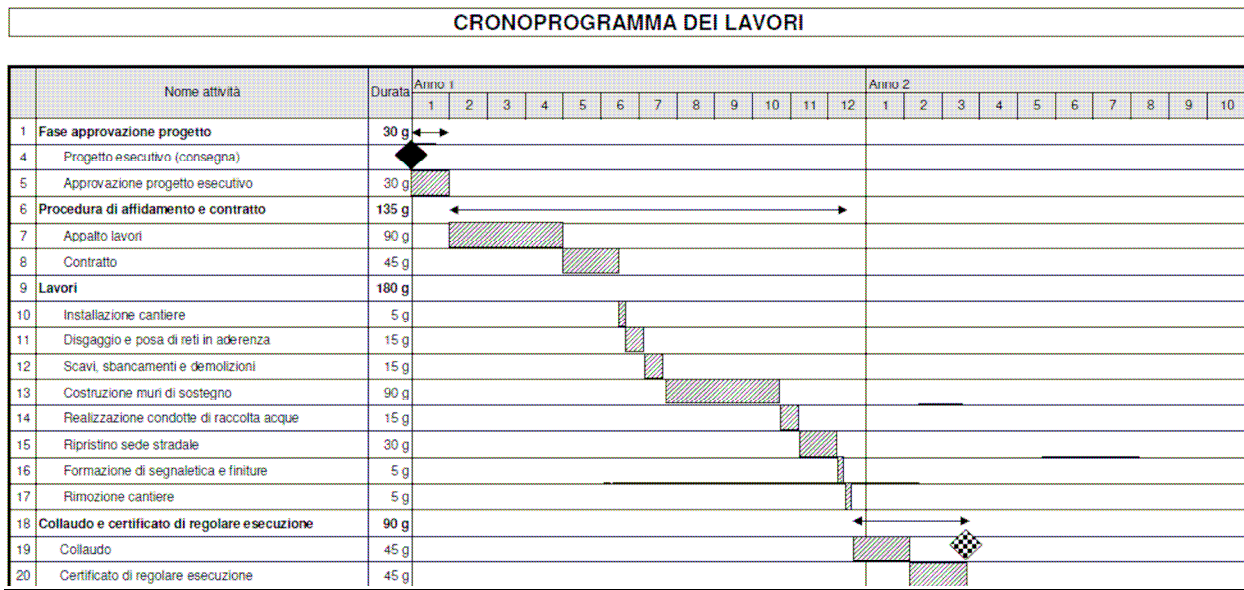 CRONOPROGRAMMA DEI LAVORI
Nome attività Durata Anno 1 Anno 2
1 2 3 4 5 6 7 8 9 10 11 12 1 2 3 4 5 6 7 8 9 10
1 Fase approvazione progetto 30 g
4 Progetto esecutivo (consegna)
5 Approvazione progetto esecutivo 30 g
6 Procedura di affidamento e contratto 135 g
7 Appalto lavori 90 g
8 Contratto 45 g
9 Lavori 180 g
10 Installazione cantiere 5 g
11 Disgaggio e posa di reti in aderenza 15 g
12 Scavi, sbancamenti e demolizioni 15 g
13 Costruzione muri di sostegno 90 g
14 Realizzazione condotte di raccolta acque 15 g
15 Ripristino sede stradale 30 g
16 Formazione di segnaletica e finiture 5 g
17 Rimozione cantiere 5 g
18 Collaudo e certificato di regolare esecuzione 90 g
19 Collaudo 45 g
20 Certificato di regolare esecuzione 45 g